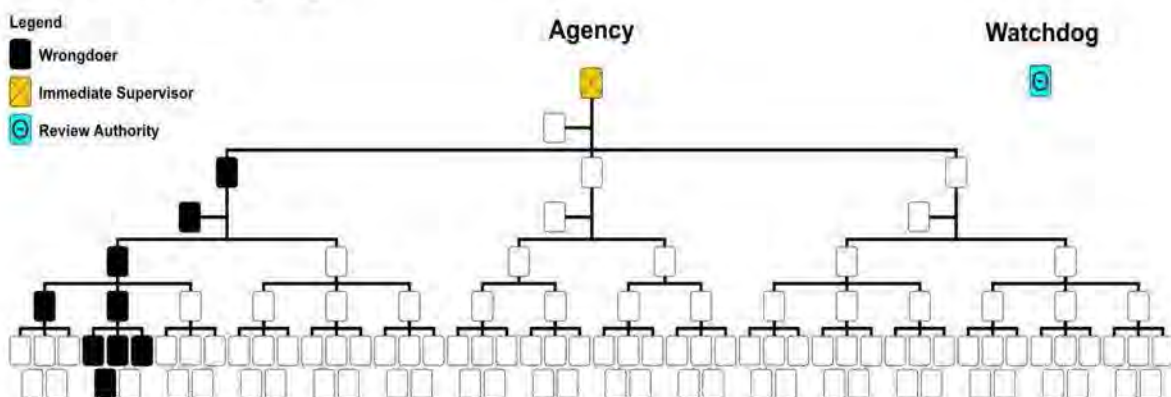 Legend
Wrongdoer
Immediate Supervisor
Review Authority
Agency
Watchdog